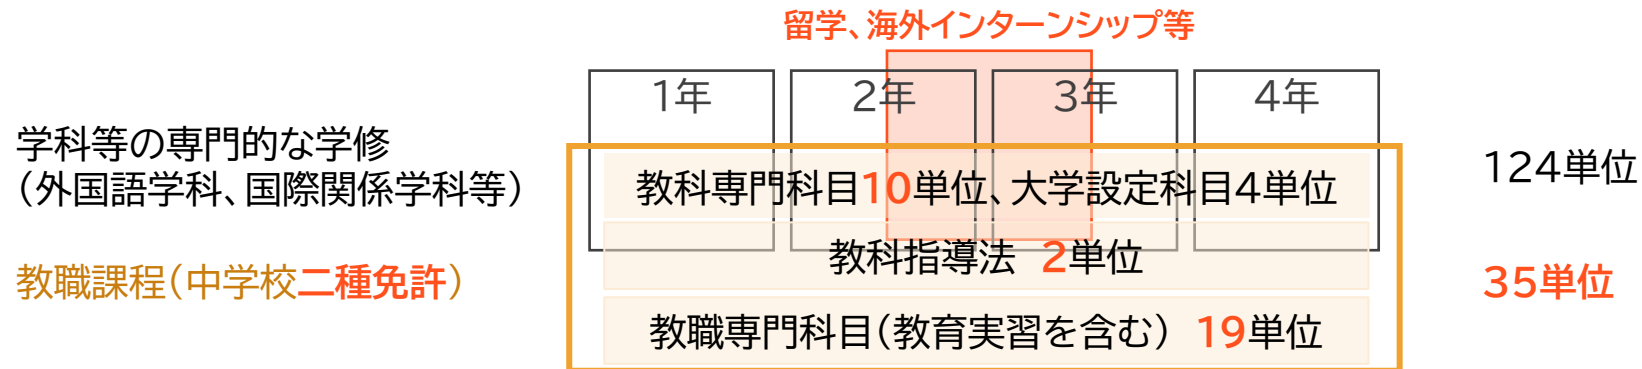 留学、海外インターンシップ等
1年 2年 3年 4年
学科等の専門的な学修
（外国語学科、国際関係学科等）
124単位
教科専門科目10単位、大学設定科目4単位
教科指導法 2単位
教職課程（中学校二種免許）
35単位
教職専門科目（教育実習を含む） 19単位